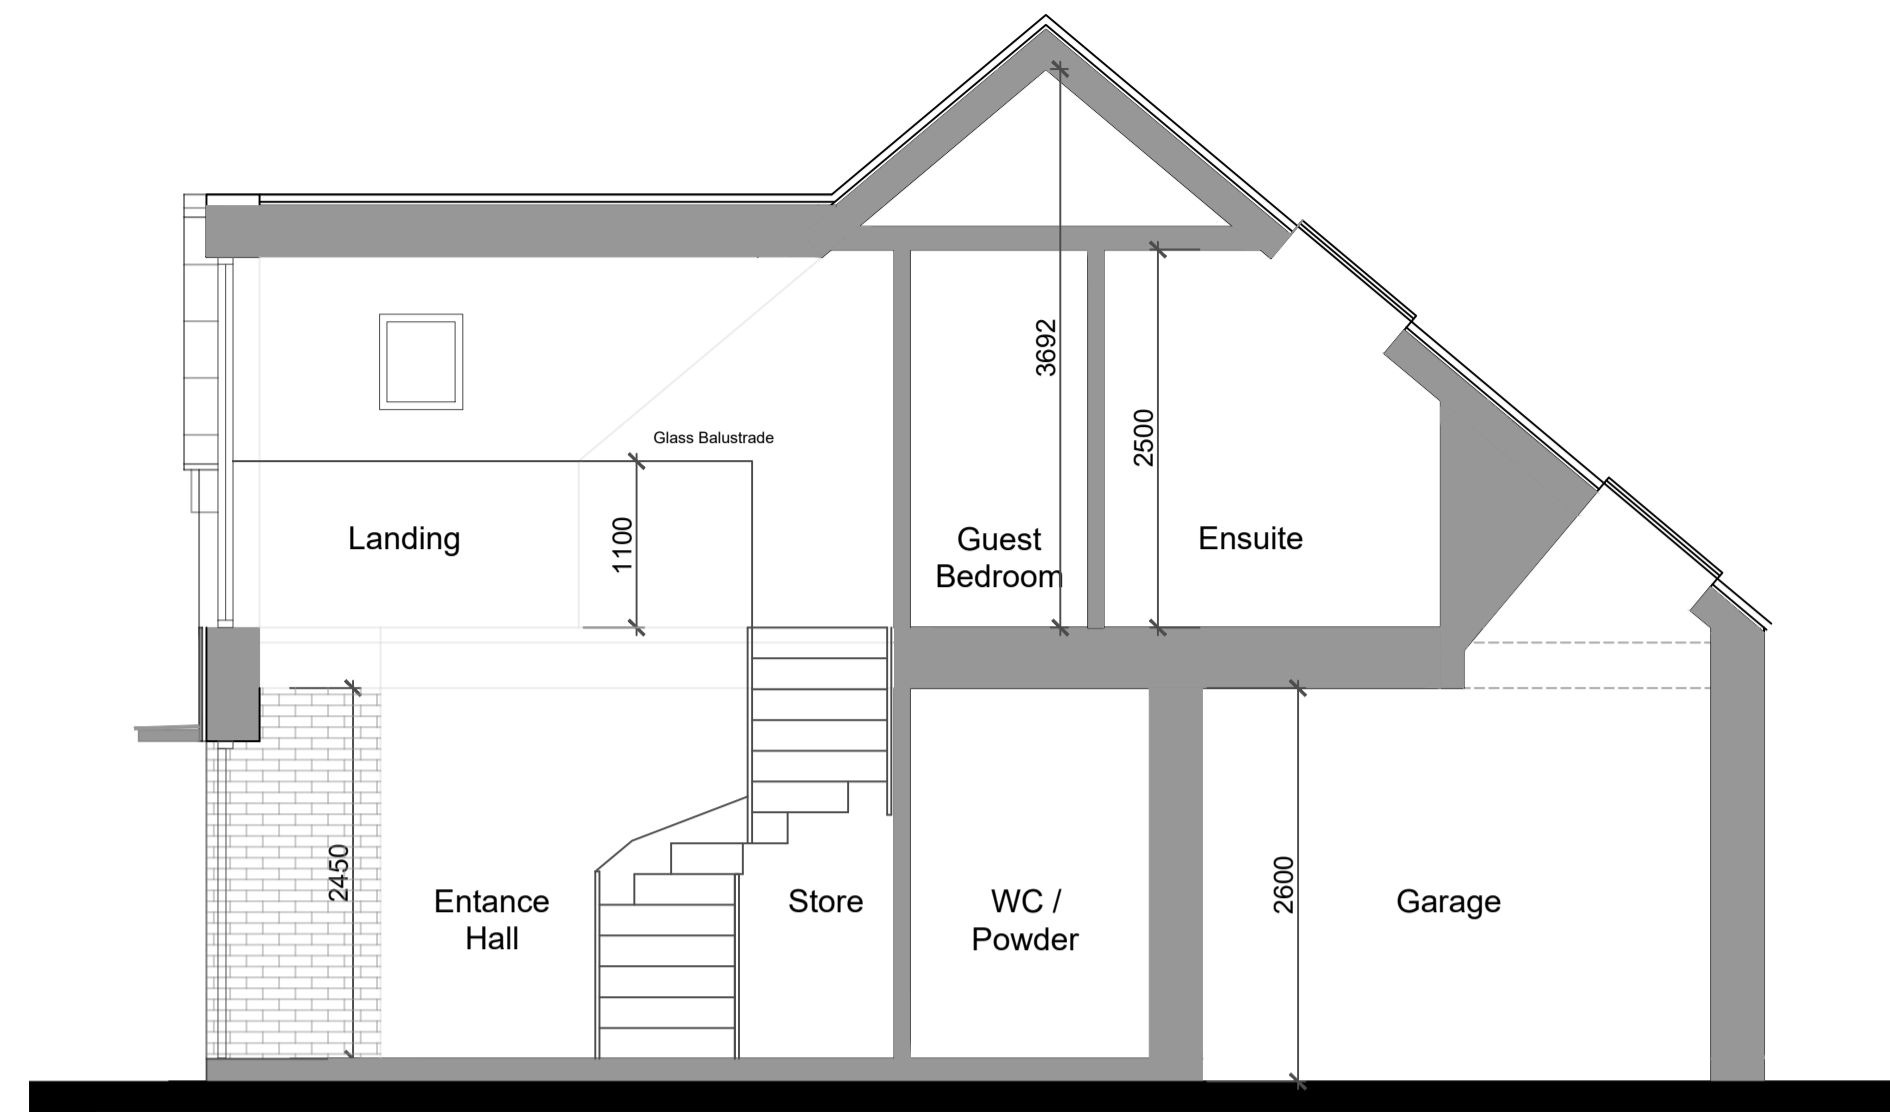 3692
2500
Glass Balustrade
1100
Landing
Guest
Bedroom
Ensuite
2450
2600
Entance
Hall
Store
WC /
Powder
Garage